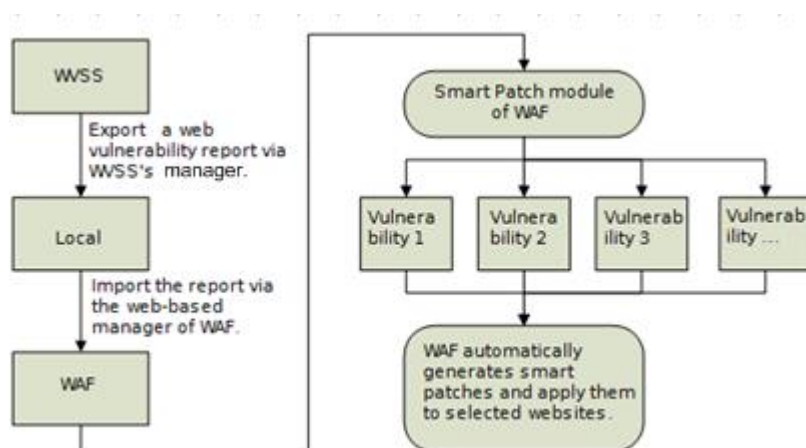 WVSS
Export a web
vulnerability report via
WVSS's manager.
Local
Import the report via
the web-based
manager of WAF.
WAF
Smart Patch module
of WAF
Vulnera
bility 1
Vulnera
bility 2
Vulnerab
ility 3
Vulnerab
ility ...
WAF automatically
generates smart
patches and apply them
to selected websites.